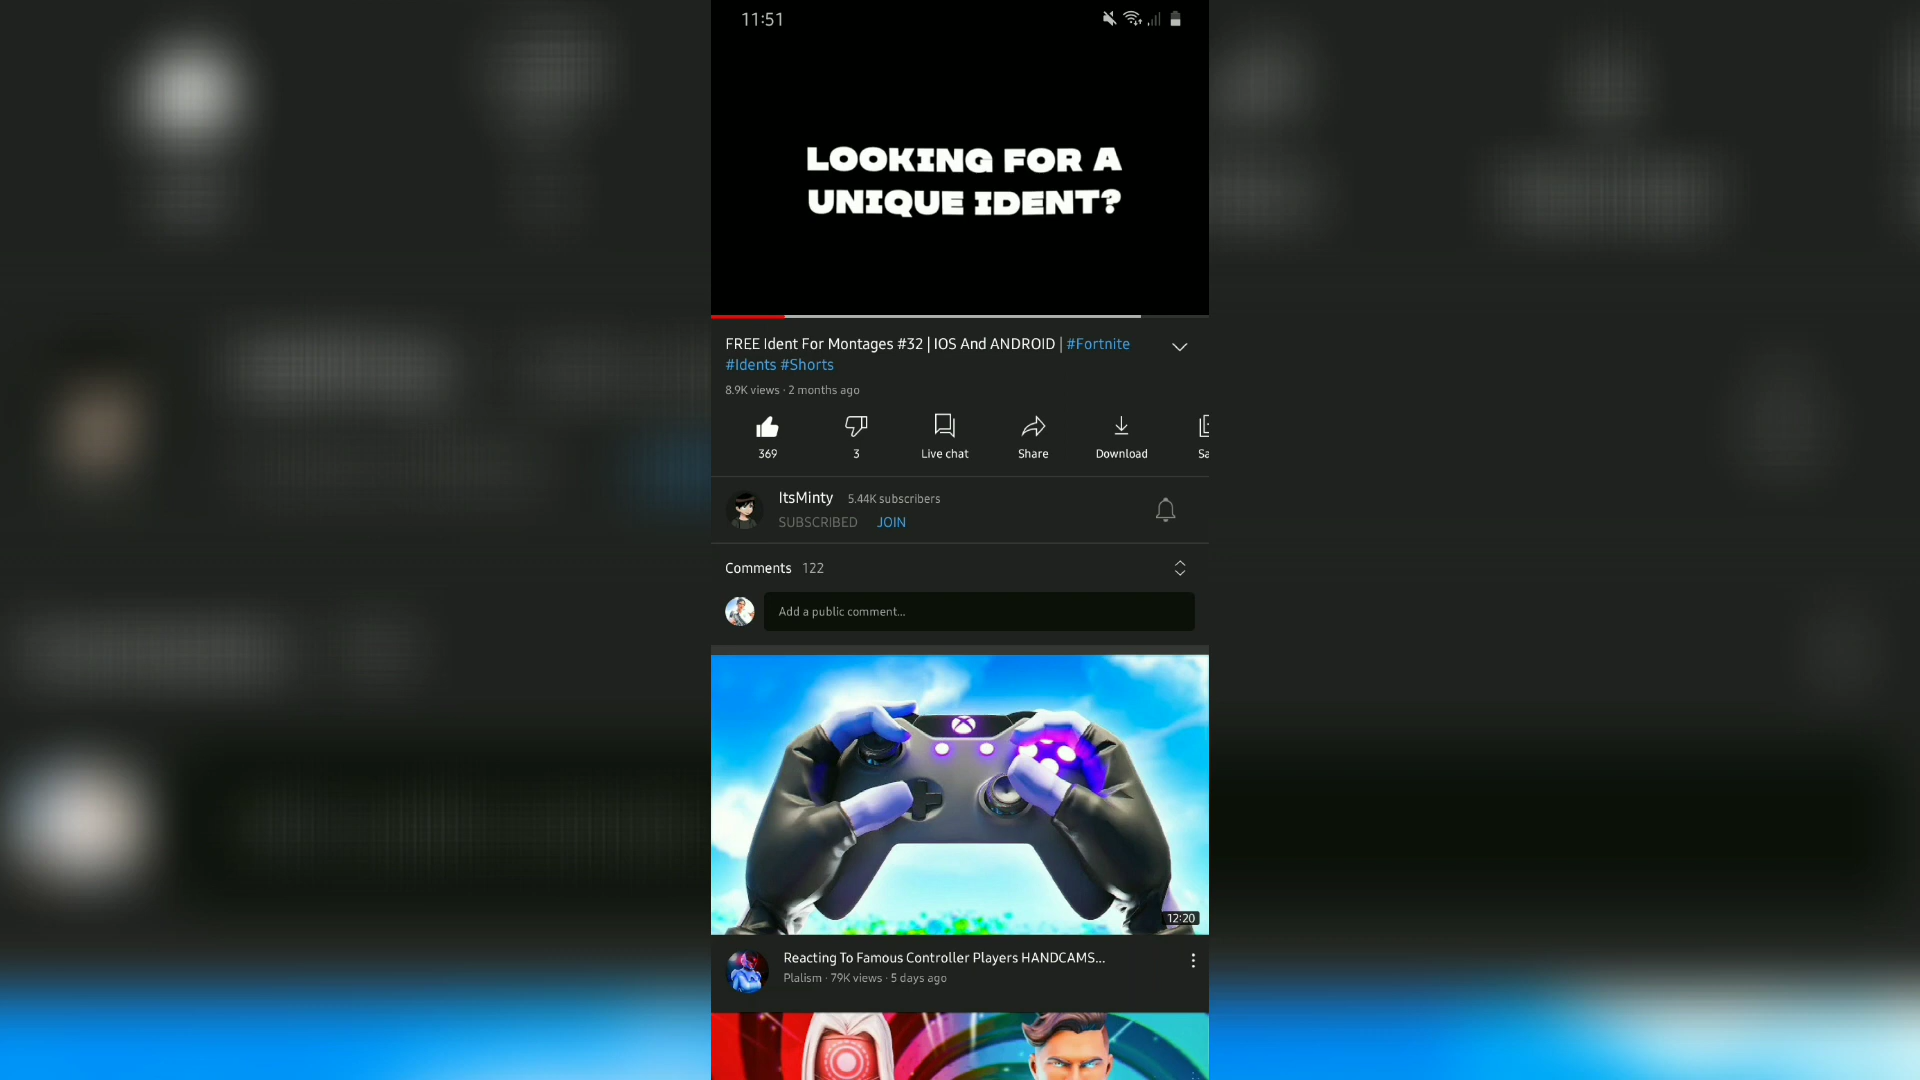 11:51
LOOKING FOR A
UNIQUE IDENT?
FREE Ident For Montages #32 | IOS And ANDROID | #Fortnite
#Idents #Shorts
8.9K views · 2 months ago
369
3
Live chat
Share
Download
Sa
ItsMinty 5.44K subscribers
SUBSCRIBED JOIN
Comments 122
Add a public comment...
12:20
Reacting To Famous Controller Players HANDCAMS...
Plalism · 79K views · 5 days ago